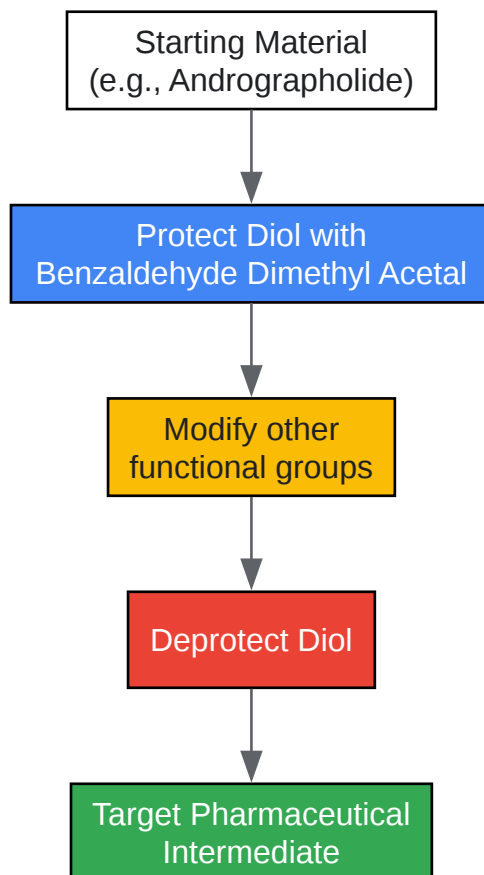 Starting Material
(e.g., Andrographolide)
Protect Diol with
Benzaldehyde Dimethyl Acetal
Modify other
functional groups
Deprotect Diol
Target Pharmaceutical
Intermediate